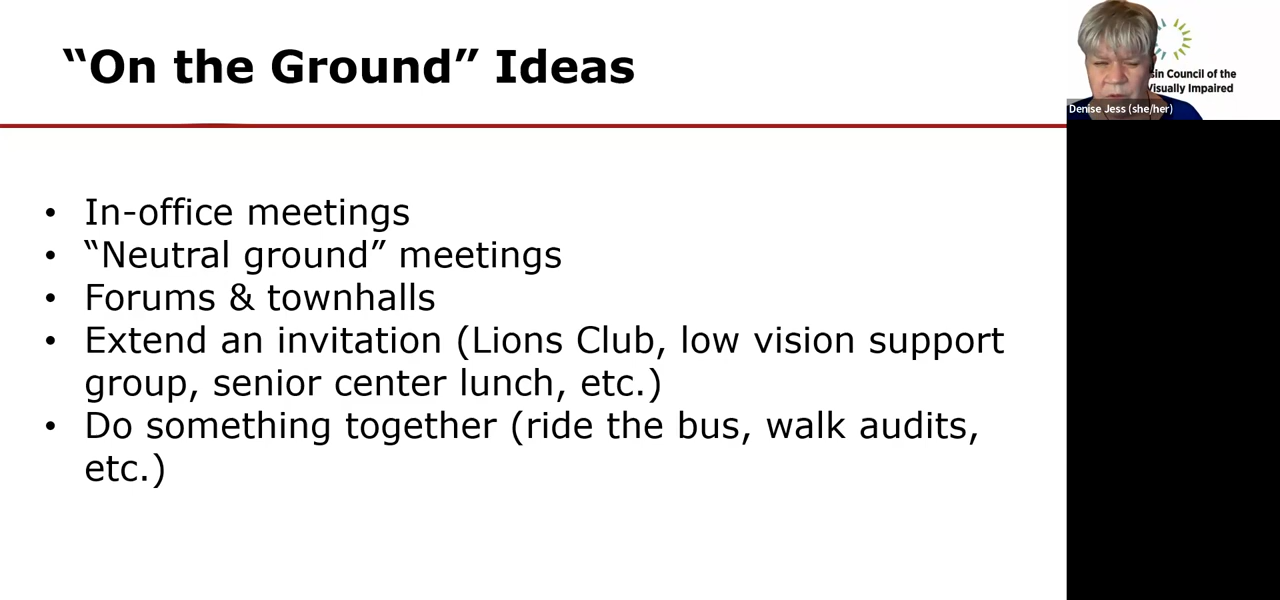 “On the Ground” Ideas
• In-office meetings
• “Neutral ground” meetings
• Forums & townhalls
• Extend an invitation (Lions Club, low vision support
group, senior center lunch, etc.)
• Do something together (ride the bus, walk audits,
etc.)
sin Council of the
Visually Impaired
Denise Jess (she/her)